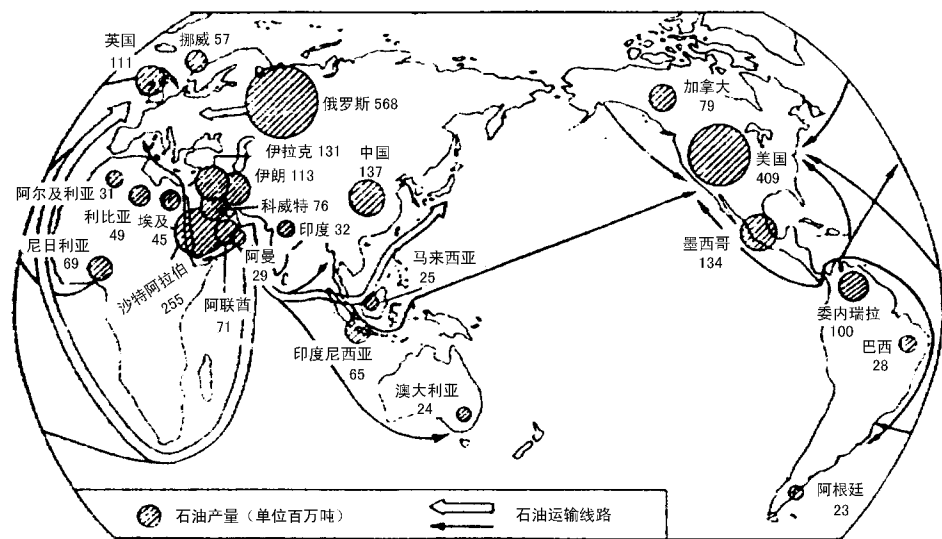 英国
111
挪威 57
俄罗斯 568
加拿大
79
美国
409
伊拉克 131
伊朗 113
中国
137
科威特 76
阿尔及利亚 31
利比亚
49
埃及
45
印度 32
尼日利亚
69
阿曼
29
马来西亚
25
墨西哥
134
沙特阿拉伯
255
阿联酋
71
委内瑞拉
100
印度尼西亚
65
巴西
28
澳大利亚
24
阿根廷
23
石油产量（单位百万吨）
石油运输线路